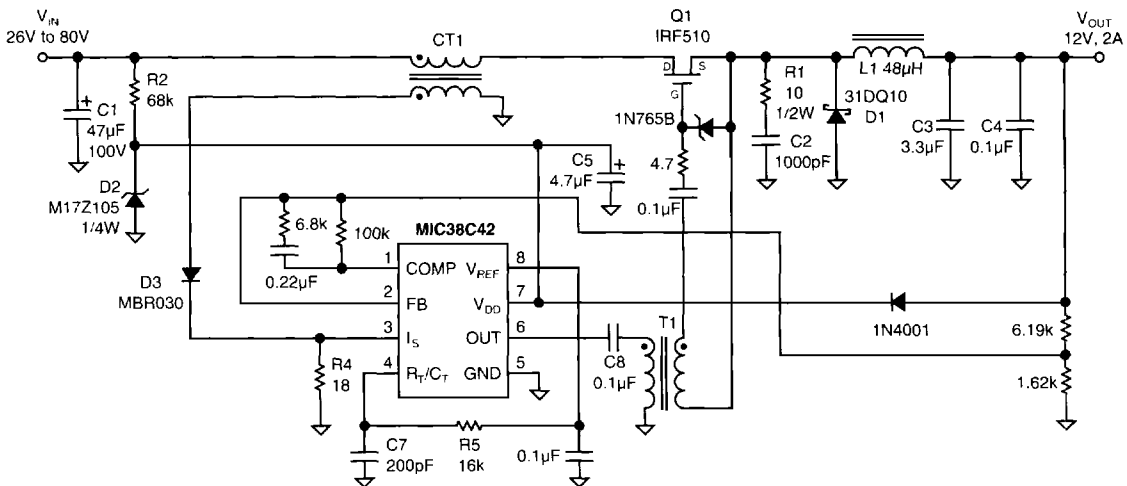 VIN
26V to 80V
CT1
Q1
IRF510
D
S
G
VOUT
12V, 2A
L1 48µH
R2
68k
C1
47µF
100V
+
R1
10
1/2W
31DQ10
D1
1N765B
C2
1000pF
C3
3.3µF
C4
0.1µF
C5
4.7µF
+
4.7
0.1µF
D2
M17Z105
1/4W
6.8k
100k
0.22µF
MIC38C42
1
COMP
VREF
8
2
FB
VDD
7
3
IS
OUT
6
4
RT/CT
GND
5
D3
MBR030
R4
18
C8
0.1µF
T1
1N4001
6.19k
1.62k
C7
200pF
R5
16k
0.1µF